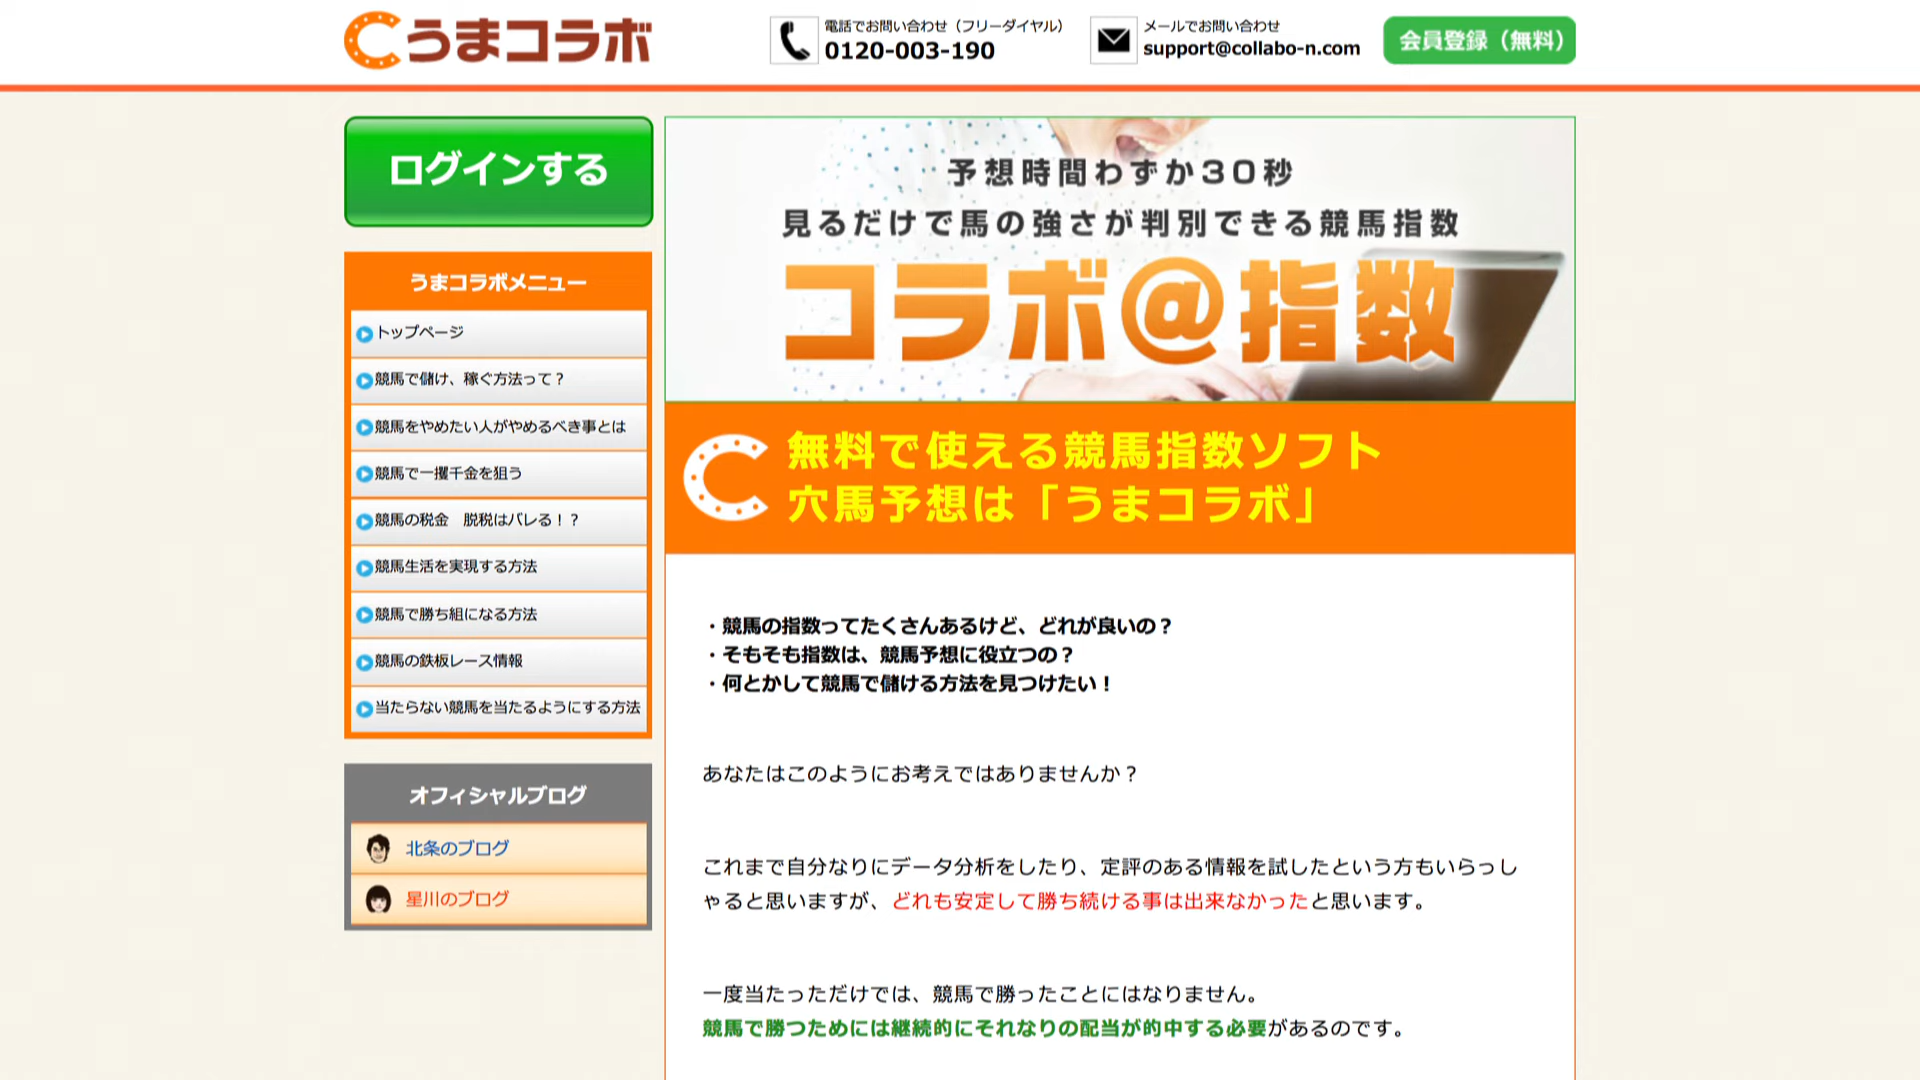 うまコラボ
電話でお問い合わせ（フリーダイヤル）
0120-003-190
メールでお問い合わせ
support@collabo-n.com
会員登録（無料）
ログインする
うまコラボメニュー
トップページ
競馬で儲け、稼ぐ方法って？
競馬をやめたい人がやめるべき事とは
競馬で一攫千金を狙う
競馬の税金　脱税はバレる！？
競馬生活を実現する方法
競馬で勝ち組になる方法
競馬の鉄板レース情報
当たらない競馬を当たるようにする方法
オフィシャルブログ
北条のブログ
星川のブログ
予想時間わずか30秒
見るだけで馬の強さが判別できる競馬指数
コラボ@指数
無料で使える競馬指数ソフト
穴馬予想は「うまコラボ」
・競馬の指数ってたくさんあるけど、どれが良いの？
・そもそも指数は、競馬予想に役立つの？
・何とかして競馬で儲ける方法を見つけたい！
あなたはこのようにお考えではありませんか？
これまで自分なりにデータ分析をしたり、定評のある情報を試したという方もいらっし
ゃると思いますが、どれも安定して勝ち続ける事は出来なかったと思います。
一度当たっただけでは、競馬で勝ったことにはなりません。
競馬で勝つためには継続的にそれなりの配当が的中する必要があるのです。